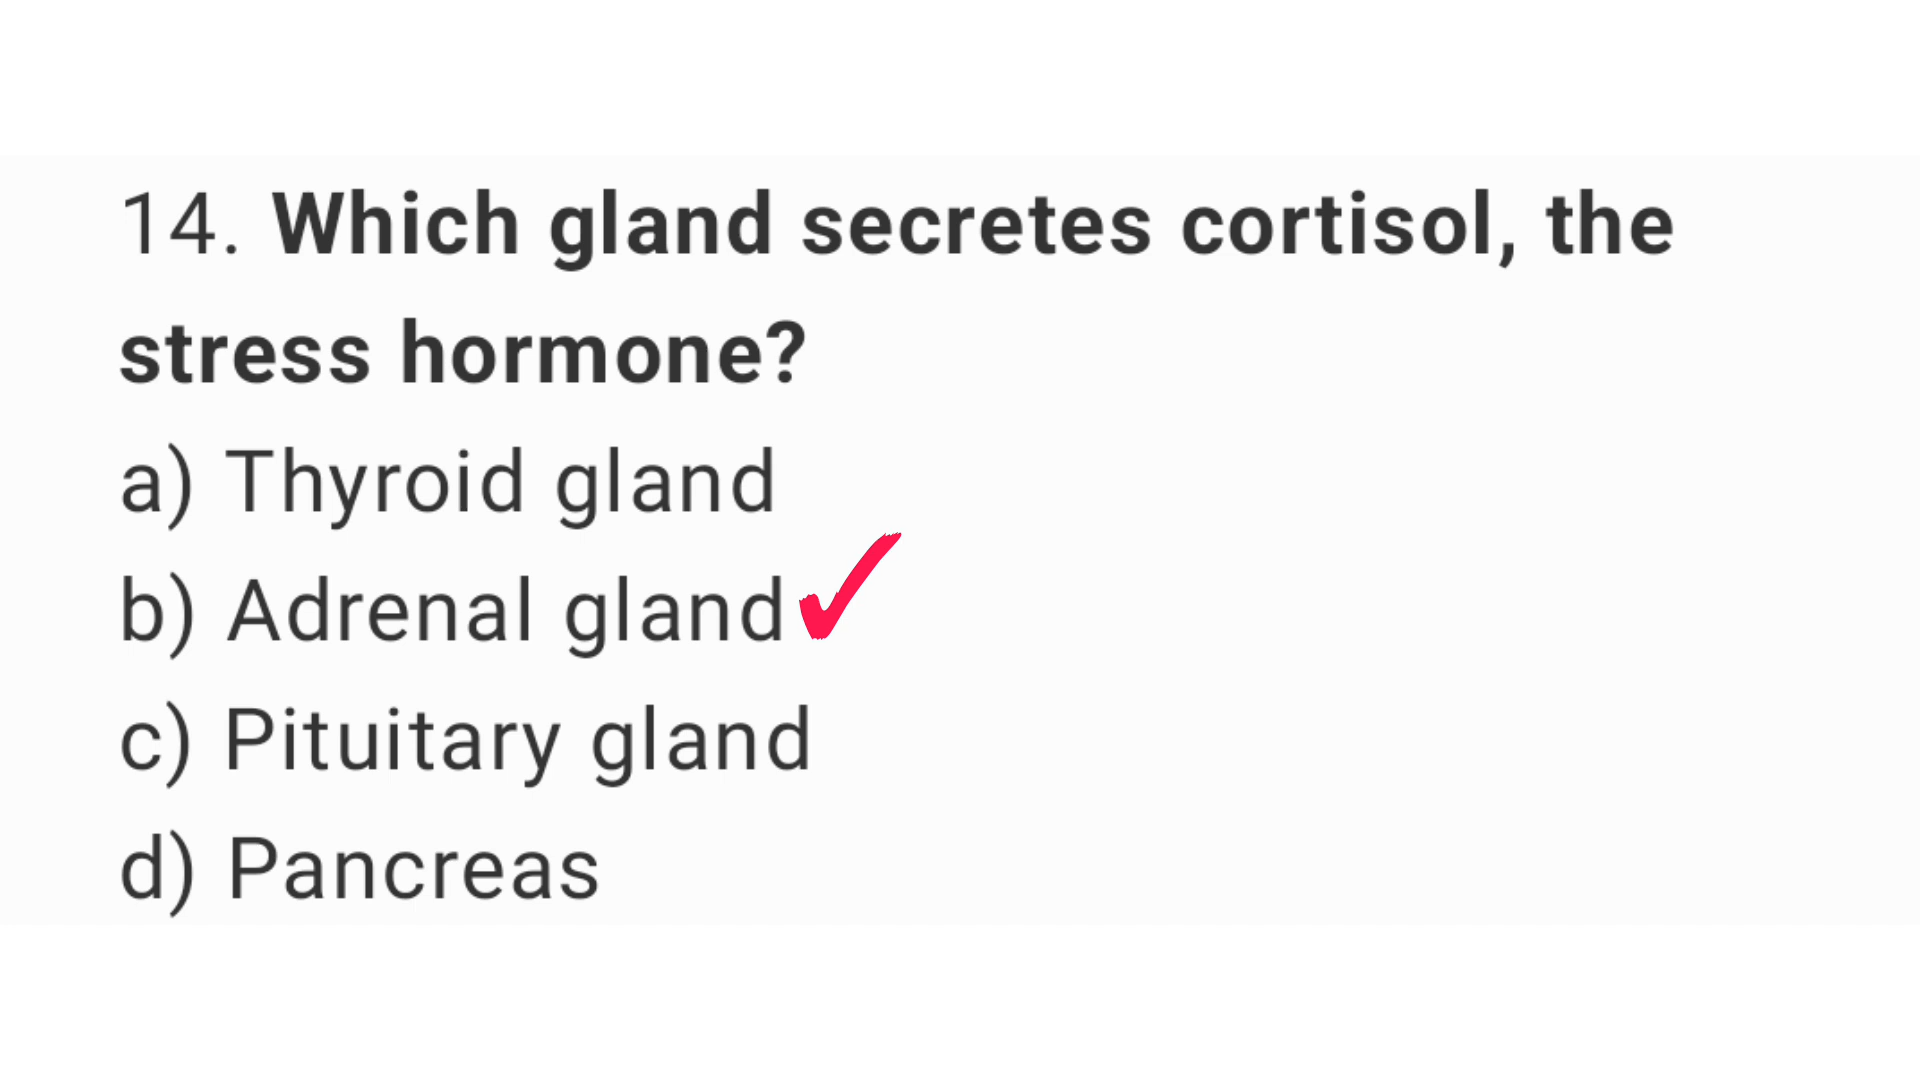 14. Which gland secretes cortisol, the
stress hormone?
a) Thyroid gland
b) Adrenal gland
c) Pituitary gland
d) Pancreas